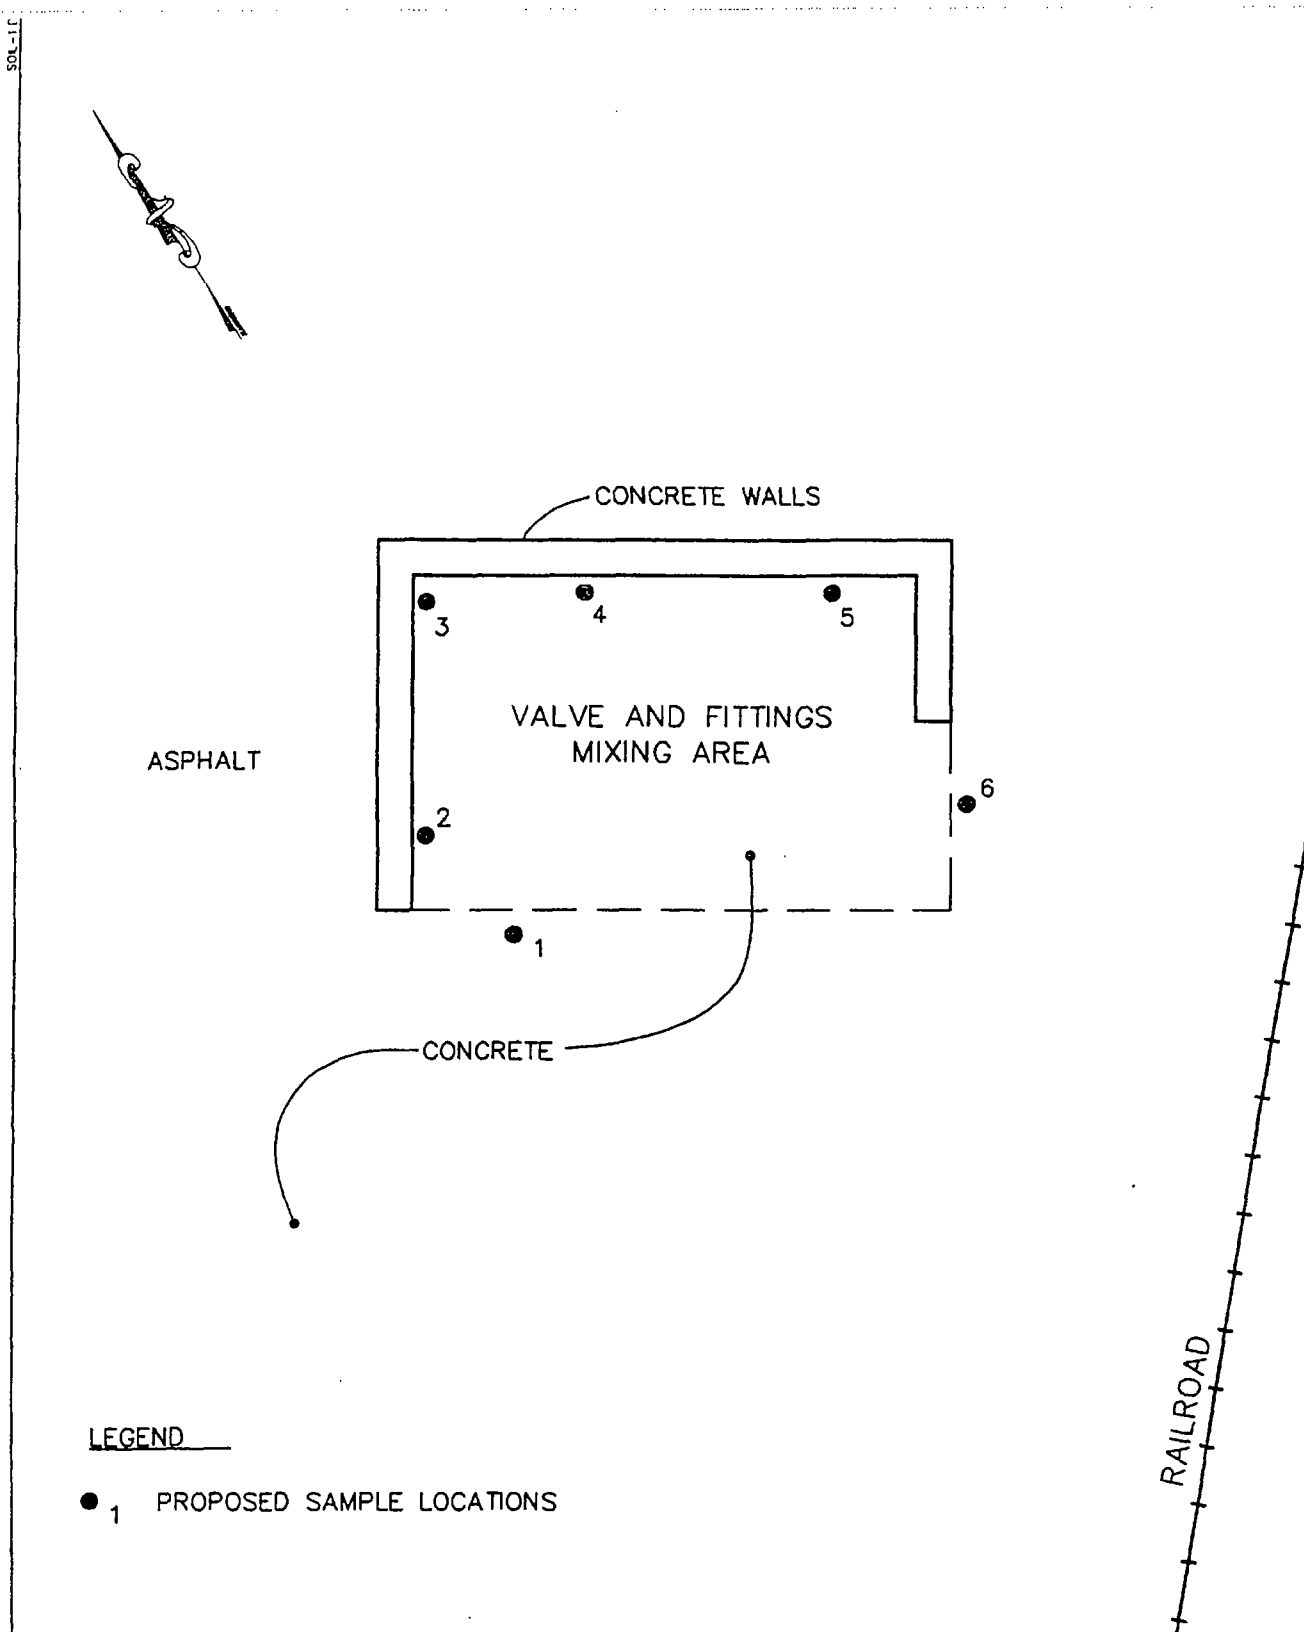 CONCRETE WALLS
3
4
5
VALVE AND FITTINGS
MIXING AREA
ASPHALT
6
2
1
CONCRETE
RAILROAD
LEGEND
1 PROPOSED SAMPLE LOCATIONS